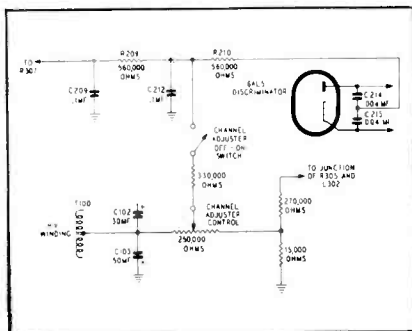 TO
R307
R209
560,000
OHMS
R210
560,000
OHMS
6AL5
DISCRIMINATOR
C209
.1MF
C212
.1MF
C214
.004 MF
C215
.004 MF
CHANNEL
ADJUSTER
OFF-ON
SWITCH
330,000
OHMS
TO JUNCTION
OF R305 AND
L302
T100
H.V.
WINDING
C102
50MF
C103
50MF
CHANNEL
ADJUSTER
CONTROL
250,000
OHMS
270,000
OHMS
15,000
OHMS